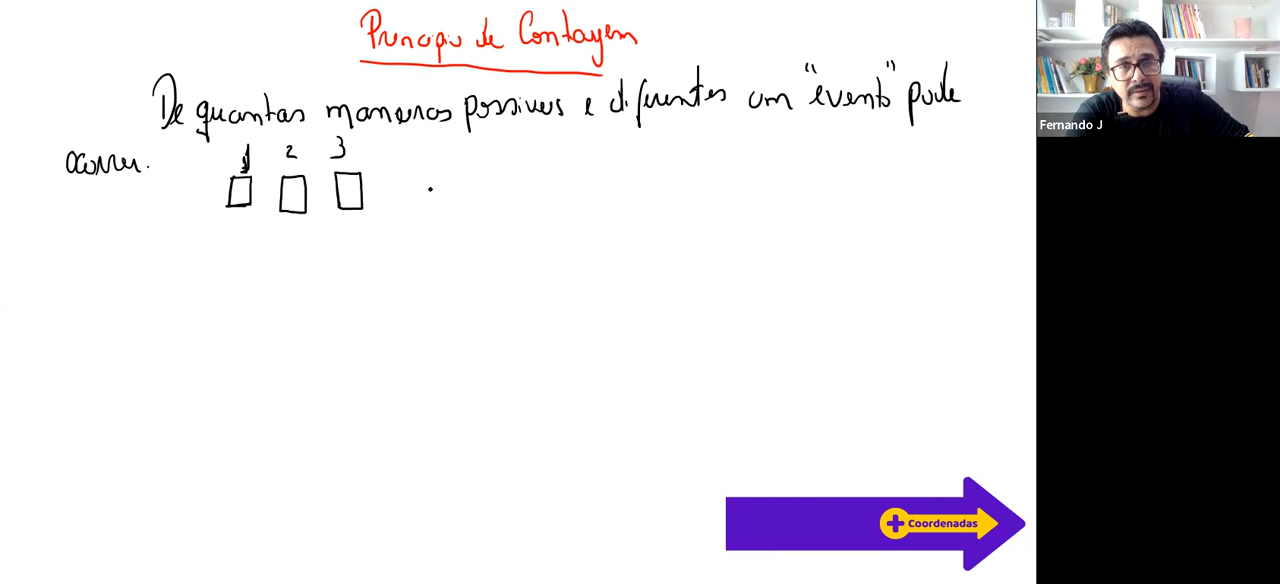 Princípio de Contagem
De quantas maneiras possíveis e diferentes um "evento" pode
ocorrer.
1 2 3
Fernando J
+ Coordenadas